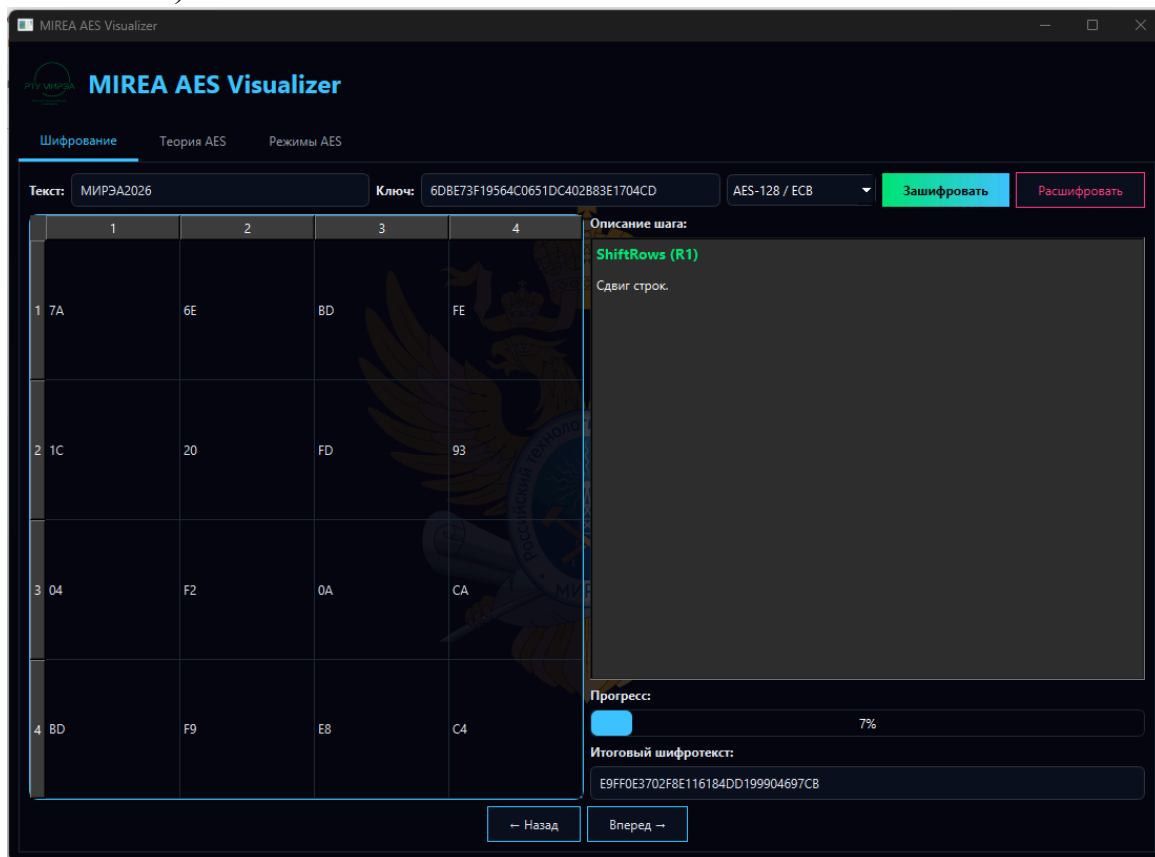 MIREA AES Visualizer
РТУ МИРЭА
MIREA AES Visualizer
Шифрование Теория AES Режимы AES
Текст: МИРЭА2026 Ключ: 6DBE73F19564C0651DC402B83E1704CD AES-128 / ECB Зашифровать Расшифровать
1 2 3 4
Описание шага:
ShiftRows (R1)
Сдвиг строк.
1 7A 6E BD FE
2 1C 20 FD 93
3 04 F2 0A CA
4 BD F9 E8 C4
Прогресс:
7%
Итоговый шифротекст:
E9FF0E3702F8E116184DD199904697CB
← Назад Вперед →